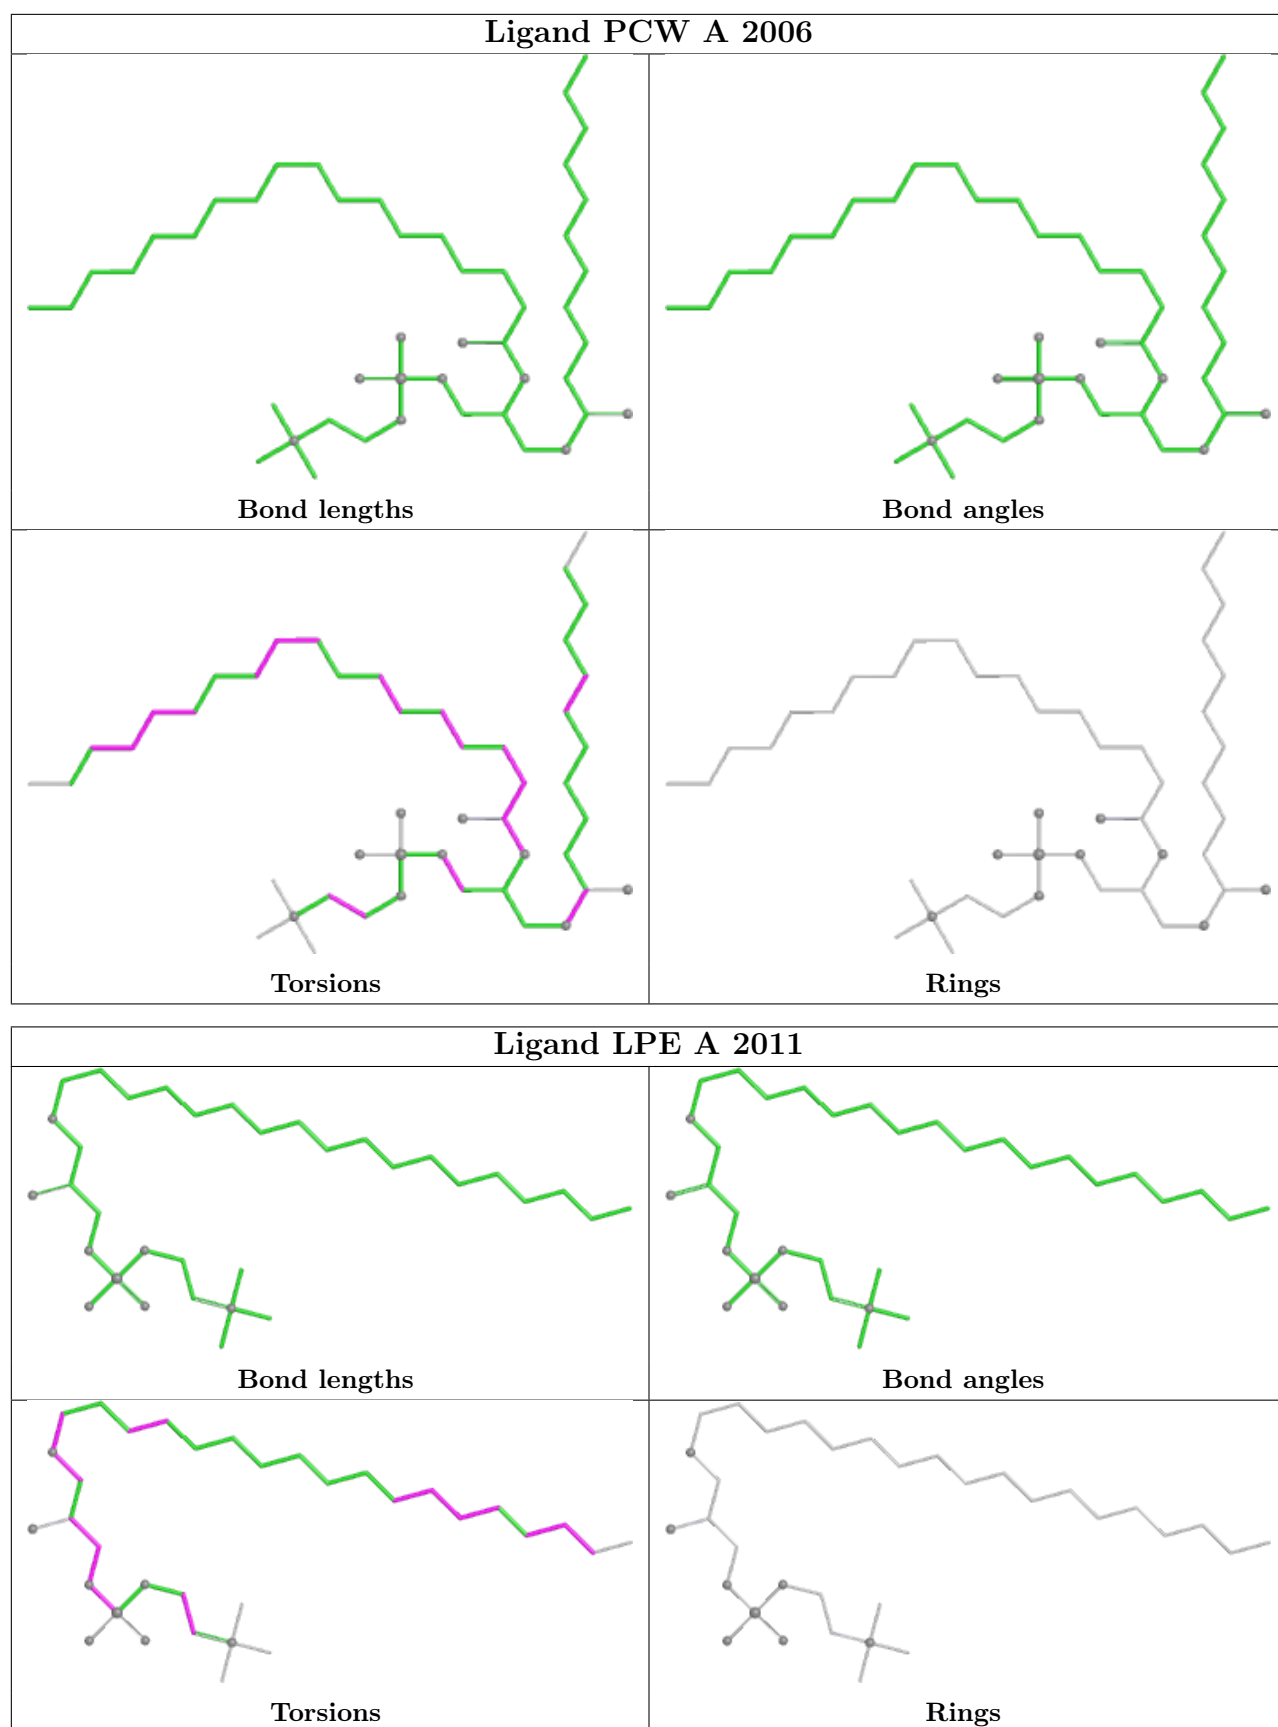 Ligand PCW A 2006
Bond lengths
Bond angles
Torsions
Rings
Ligand LPE A 2011
Bond lengths
Bond angles
Torsions
Rings